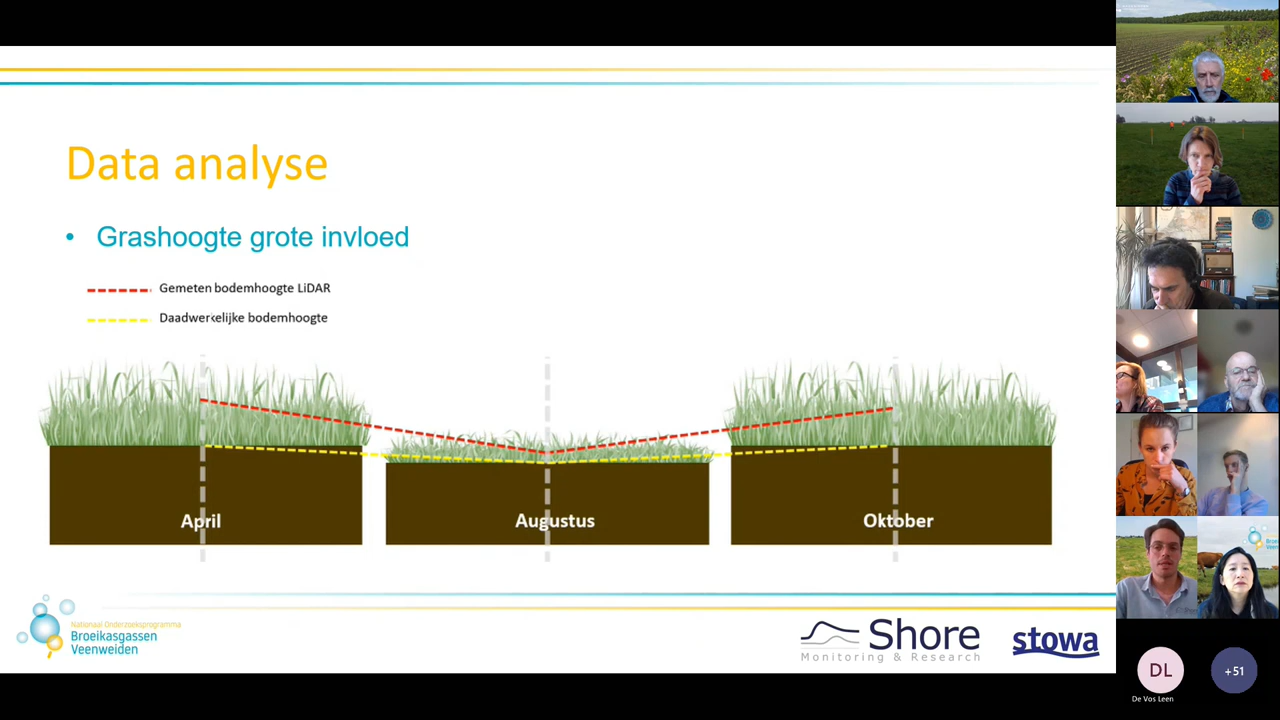 Data analyse
• Grashoogte grote invloed
Gemeten bodemhoogte LiDAR
Daadwerkelijke bodemhoogte
April
Augustus
Oktober
Nationaal Onderzoeksprogramma
Broeikasgassen
Veenweiden
Shore
Monitoring & Research
stowa
DL
+51
De Vos Leen